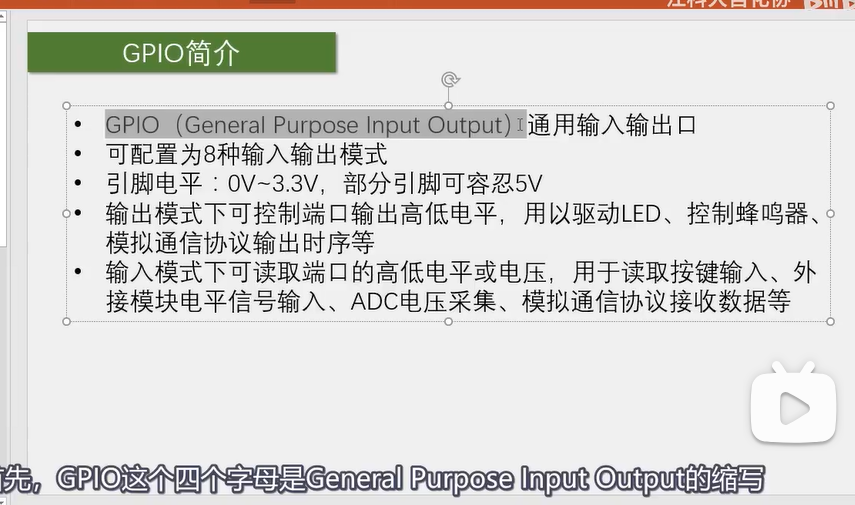 GPIO简介
• GPIO（General Purpose Input Output）通用输入输出口
• 可配置为8种输入输出模式
• 引脚电平：0V~3.3V，部分引脚可容忍5V
• 输出模式下可控制端口输出高低电平，用以驱动LED、控制蜂鸣器、
模拟通信协议输出时序等
• 输入模式下可读取端口的高低电平或电压，用于读取按键输入、外
接模块电平信号输入、ADC电压采集、模拟通信协议接收数据等
先，GPIO这个四个字母是General Purpose Input Output的缩写